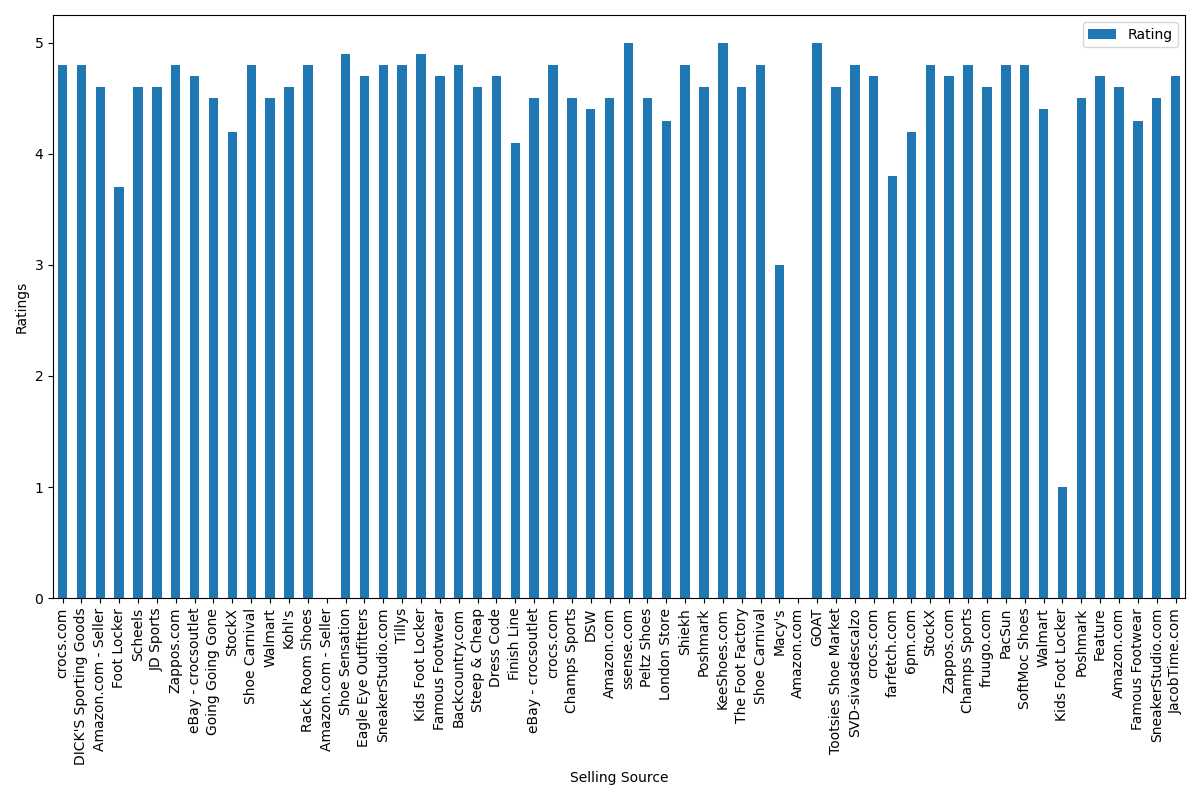 Rating
5
4
3
2
1
0
Ratings
crocs.com
DICK'S Sporting Goods
Amazon.com - Seller
Foot Locker
Scheels
JD Sports
Zappos.com
eBay - crocsoutlet
Going Going Gone
StockX
Shoe Carnival
Walmart
Kohl's
Rack Room Shoes
Amazon.com - Seller
Shoe Sensation
Eagle Eye Outfitters
SneakerStudio.com
Tillys
Kids Foot Locker
Famous Footwear
Backcountry.com
Steep & Cheap
Dress Code
Finish Line
eBay - crocsoutlet
crocs.com
Champs Sports
DSW
Amazon.com
ssense.com
Peltz Shoes
London Store
Shiekh
Poshmark
KeeShoes.com
The Foot Factory
Shoe Carnival
Macy's
Amazon.com
GOAT
Tootsies Shoe Market
SVD-sivasdescalzo
crocs.com
farfetch.com
6pm.com
StockX
Zappos.com
Champs Sports
fruugo.com
PacSun
SoftMoc Shoes
Walmart
Kids Foot Locker
Poshmark
Feature
Amazon.com
Famous Footwear
SneakerStudio.com
JacobTime.com
Selling Source